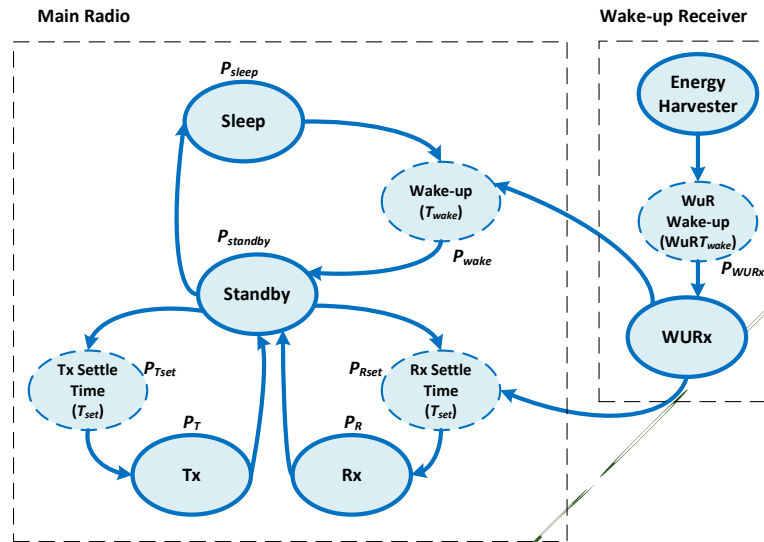 Main Radio
Wake-up Receiver
P_sleep
Sleep
Energy
Harvester
Wake-up
(T_wake)
WuR
Wake-up
(WuRT_wake)
P_standby
P_wake
P_WURx
Standby
WURx
Tx Settle
Time
(T_set)
P_Tset
P_Rset
Rx Settle
Time
(T_set)
P_T
P_R
Tx
Rx